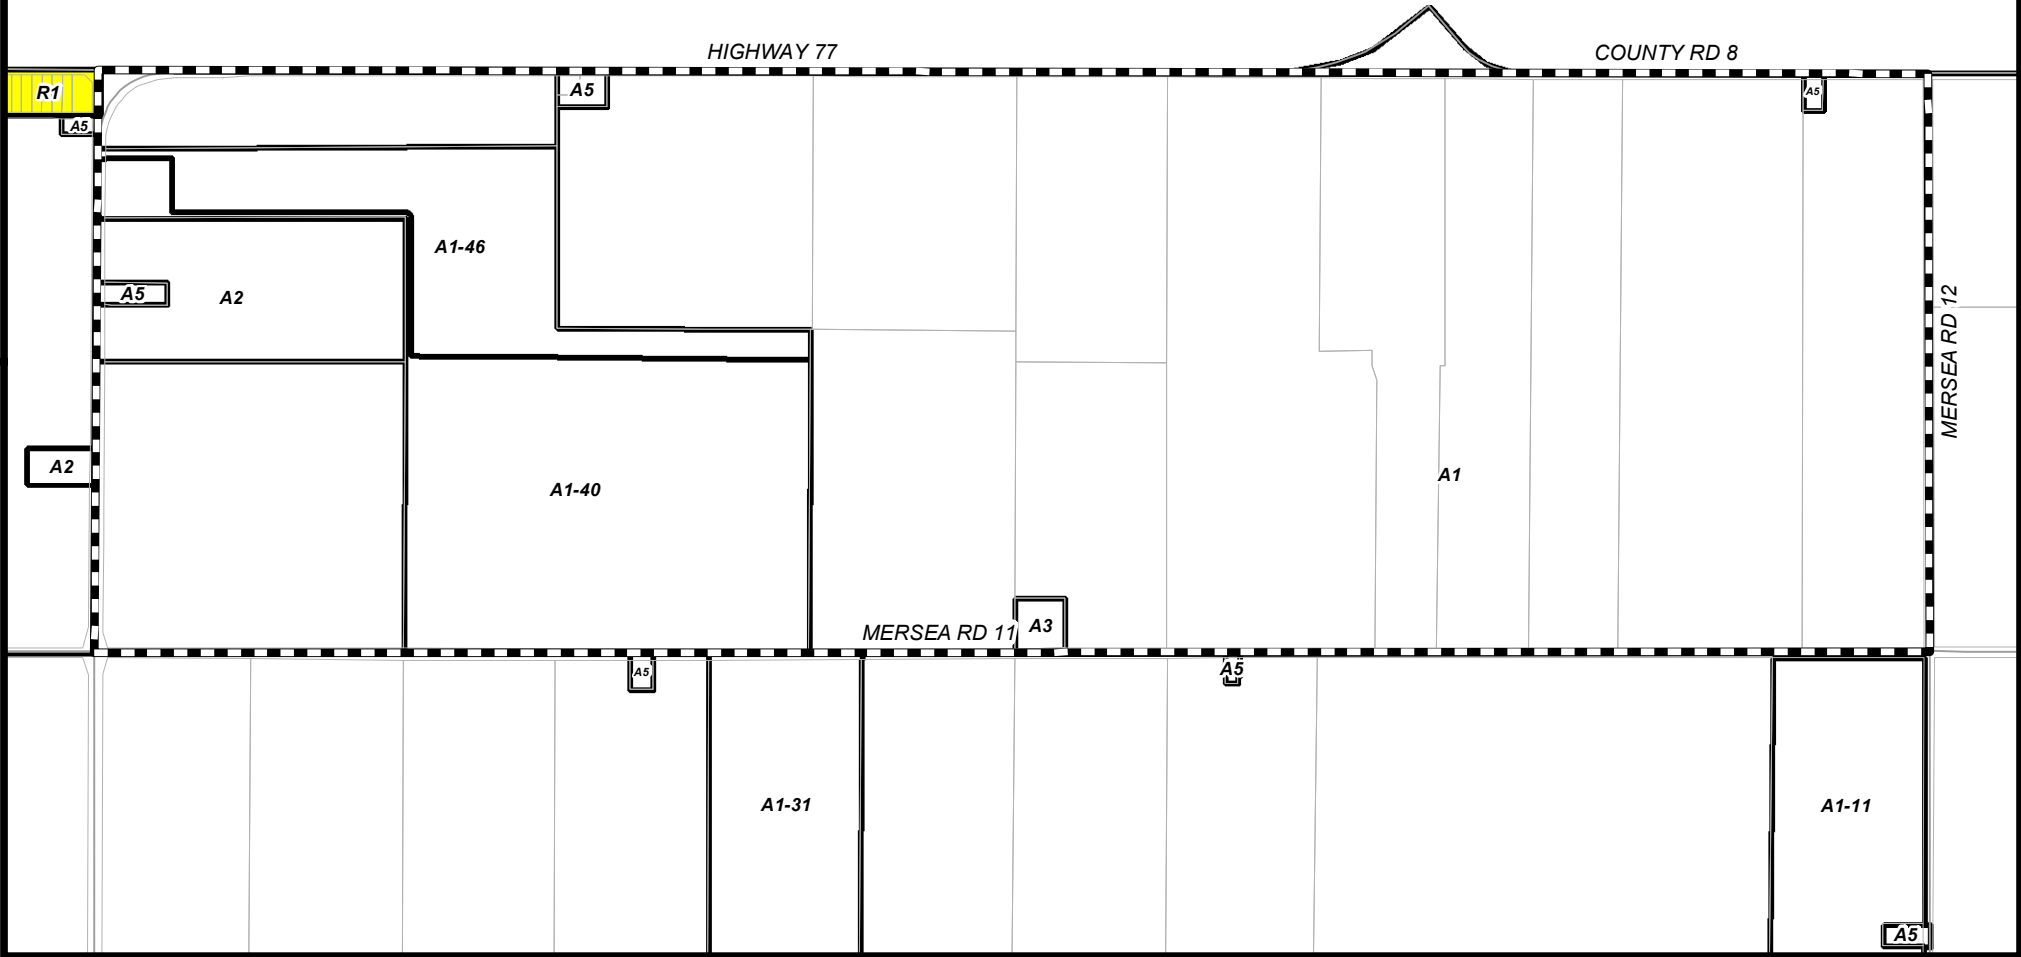 HIGHWAY 77
COUNTY RD 8
R1
A5
A5
A5
A1-46
A5
A2
MERSEA RD 12
A2
A1-40
A1
MERSEA RD 11
A3
A5
A5
A1-31
A1-11
A5